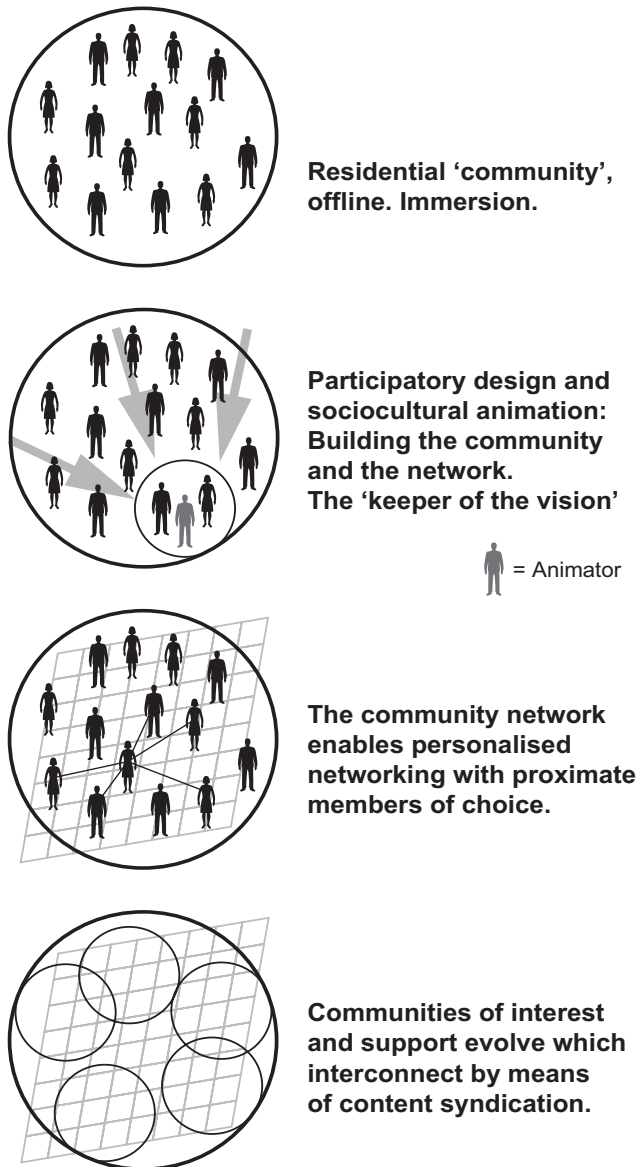 Residential ‘community’,
offline. Immersion.
Participatory design and
sociocultural animation:
Building the community
and the network.
The ‘keeper of the vision’
= Animator
The community network
enables personalised
networking with proximate
members of choice.
Communities of interest
and support evolve which
interconnect by means
of content syndication.